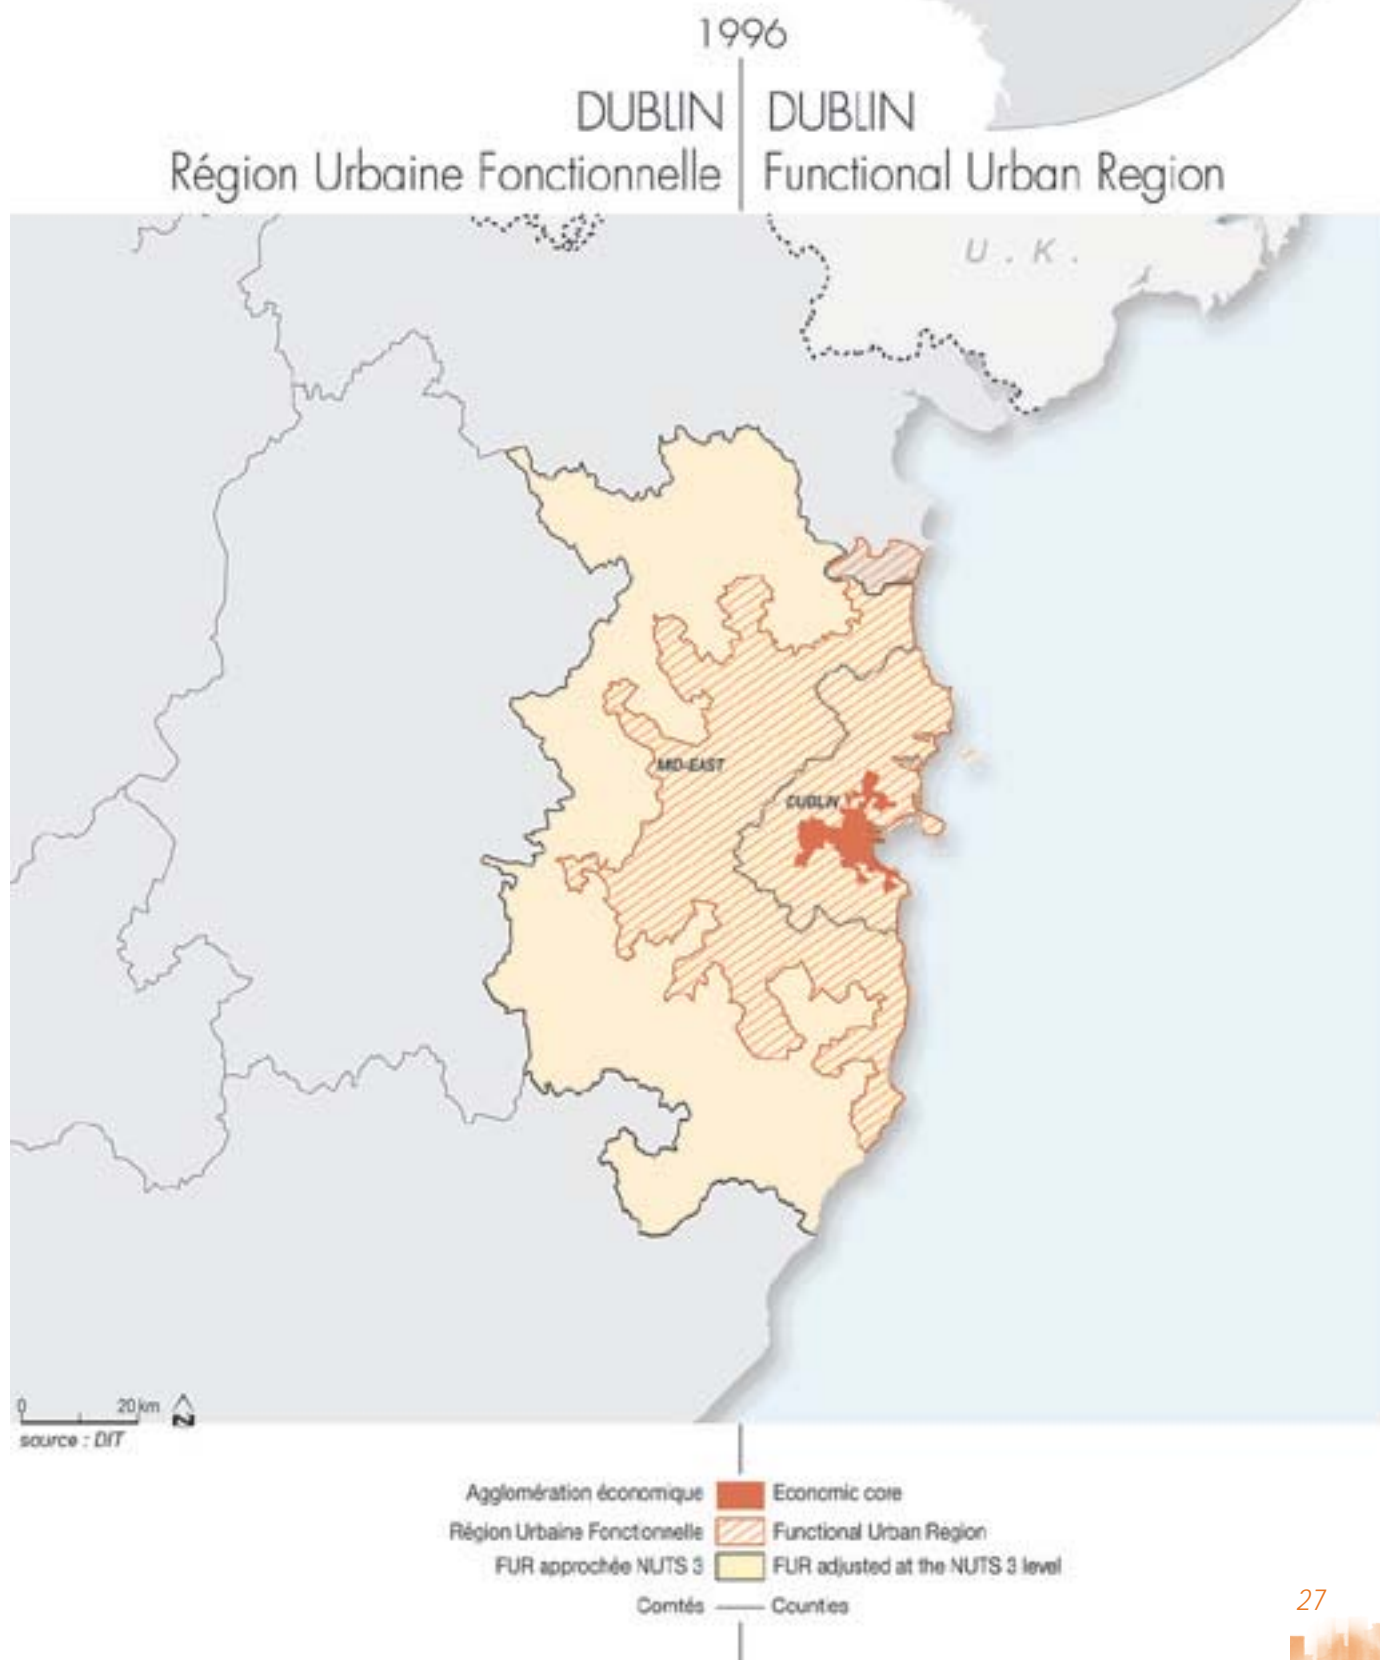 1996
DUBLIN
Région Urbaine Fonctionnelle
DUBLIN
Functional Urban Region
U.K.
MID-EAST
DUBLIN
0 20 km
N
source : DIT
Agglomération économique Economic core
Région Urbaine Fonctionnelle Functional Urban Region
FUR approchée NUTS 3 FUR adjusted at the NUTS 3 level
Comtés Counties
27